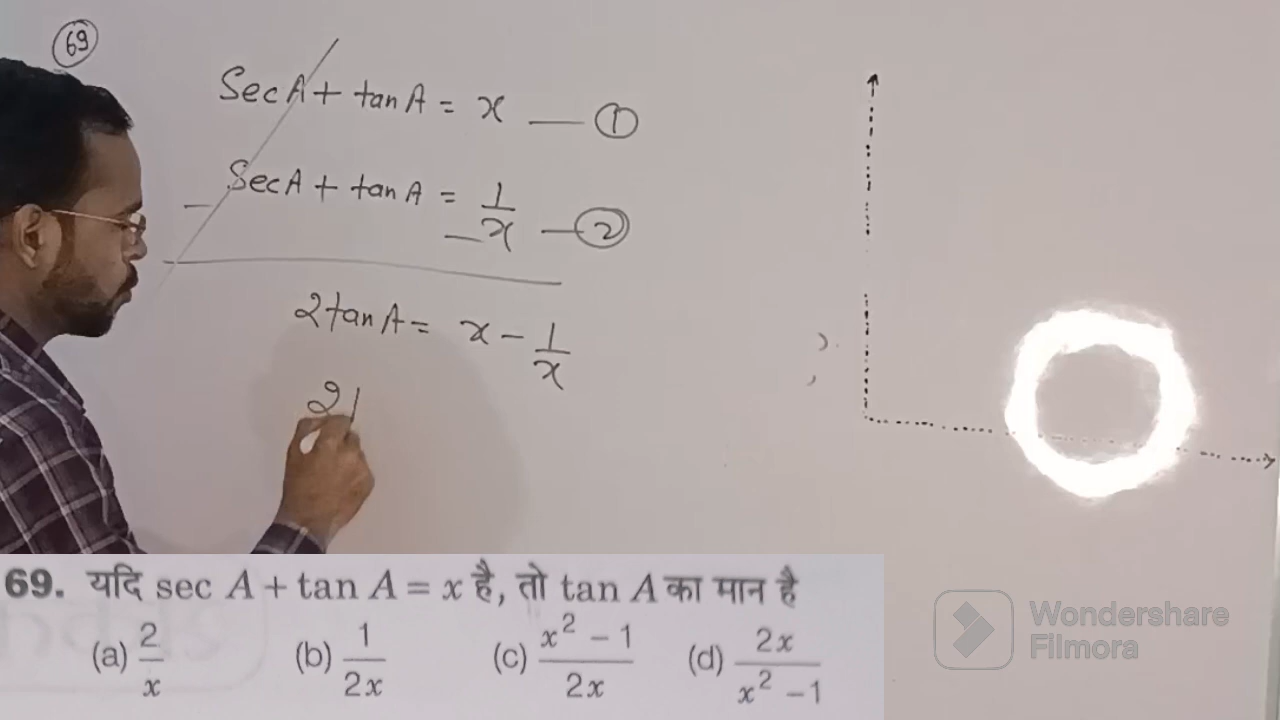 69
Sec A + tan A = x — ①
– Sec A + tan A = 1/x — ②
–
2 tan A = x - 1/x
2
69. यदि sec A + tan A = x है, तो tan A का मान है
(a) 2/x (b) 1/2x (c) x² – 1/2x (d) 2x/x² – 1
Wondershare
Filmora